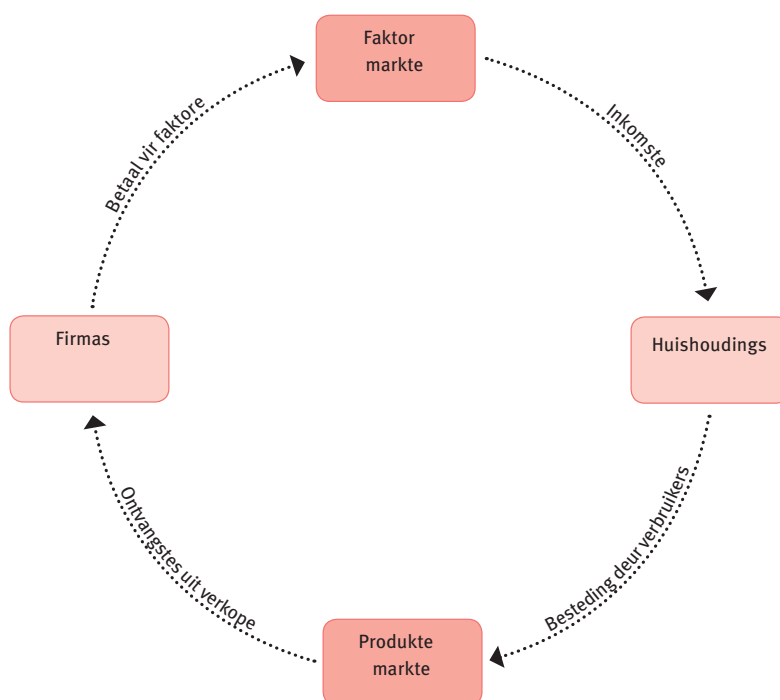 Faktor
markte
Betaal vir faktore
Inkomste
Firmas
Huishoudings
Ontvangstes uit verkope
Besteding deur verbruikers
Produkte
markte